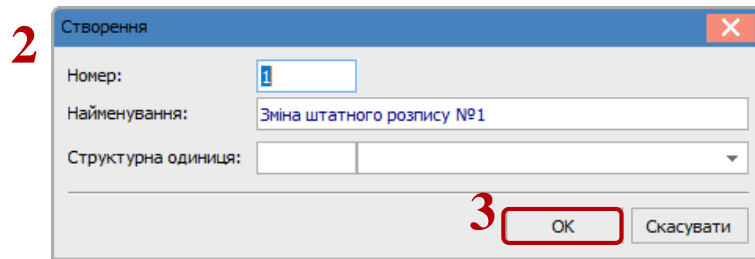 2
Створення
Номер: 1
Найменування: Зміна штатного розпису №1
Структурна одиниця:
3
OK Скасувати